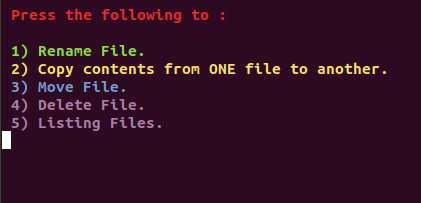 Press the following to :
1) Rename File.
2) Copy contents from ONE file to another.
3) Move File.
4) Delete File.
5) Listing Files.